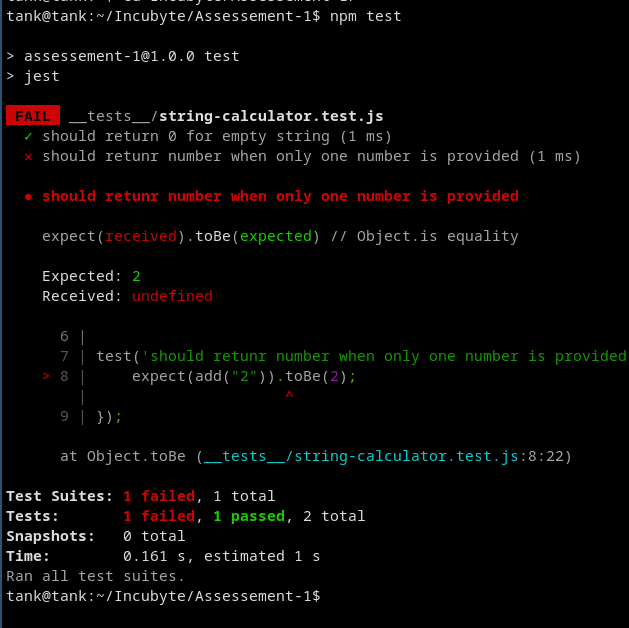 tank@tank:~/Incubyte/Assessement-1$ npm test
> assessement-1@1.0.0 test
> jest
FAIL __tests__/string-calculator.test.js
✓ should return 0 for empty string (1 ms)
✕ should retunr number when only one number is provided (1 ms)
● should retunr number when only one number is provided
expect(received).toBe(expected) // Object.is equality
Expected: 2
Received: undefined
6 |
7 | test('should retunr number when only one number is provided
> 8 |     expect(add("2")).toBe(2);
|                      ^
9 | });
at Object.toBe (__tests__/string-calculator.test.js:8:22)
Test Suites: 1 failed, 1 total
Tests:       1 failed, 1 passed, 2 total
Snapshots:   0 total
Time:        0.161 s, estimated 1 s
Ran all test suites.
tank@tank:~/Incubyte/Assessement-1$